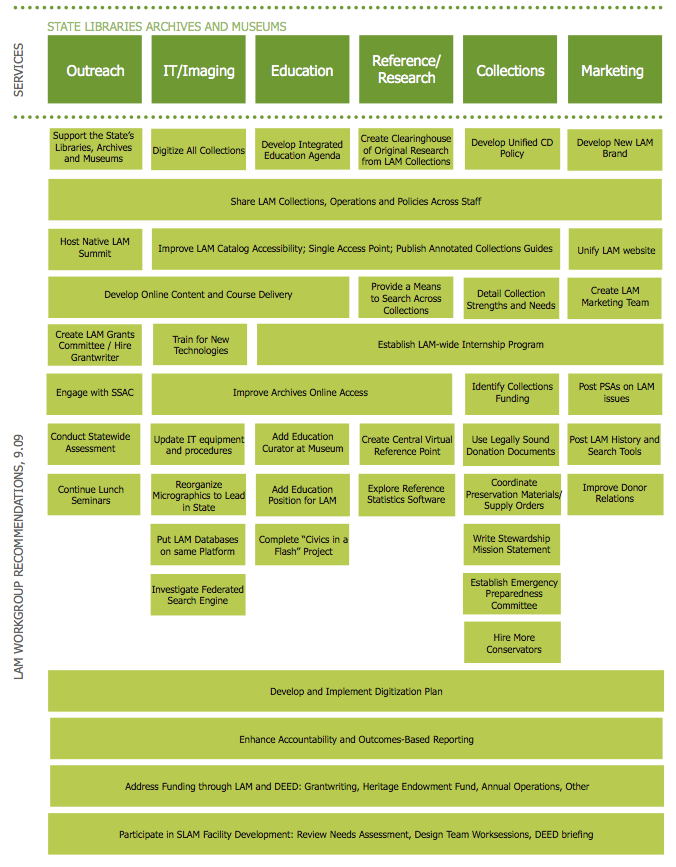 STATE LIBRARIES ARCHIVES AND MUSEUMS
SERVICES
Outreach
IT/Imaging
Education
Reference/
Research
Collections
Marketing
LAM WORKGROUP RECOMMENDATIONS, 9.09
Support the State's
Libraries, Archives
and Museums
Digitize All Collections
Develop Integrated
Education Agenda
Create Clearinghouse
of Original Research
from LAM Collections
Develop Unified CD
Policy
Develop New LAM
Brand
Share LAM Collections, Operations and Policies Across Staff
Host Native LAM
Summit
Improve LAM Catalog Accessibility; Single Access Point; Publish Annotated Collections Guides
Unify LAM website
Develop Online Content and Course Delivery
Provide a Means
to Search Across
Collections
Detail Collection
Strengths and Needs
Create LAM
Marketing Team
Create LAM Grants
Committee / Hire
Grantwriter
Train for New
Technologies
Establish LAM-wide Internship Program
Engage with SSAC
Improve Archives Online Access
Identify Collections
Funding
Post PSAs on LAM
issues
Conduct Statewide
Assessment
Update IT equipment
and procedures
Add Education
Curator at Museum
Create Central Virtual
Reference Point
Use Legally Sound
Donation Documents
Post LAM History and
Search Tools
Continue Lunch
Seminars
Reorganize
Micrographics to Lead
in State
Add Education
Position for LAM
Explore Reference
Statistics Software
Coordinate
Preservation Materials/
Supply Orders
Improve Donor
Relations
Put LAM Databases
on same Platform
Complete “Civics in a
Flash” Project
Write Stewardship
Mission Statement
Investigate Federated
Search Engine
Establish Emergency
Preparedness
Committee
Hire More
Conservators
Develop and Implement Digitization Plan
Enhance Accountability and Outcomes-Based Reporting
Address Funding through LAM and DEED: Grantwriting, Heritage Endowment Fund, Annual Operations, Other
Participate in SLAM Facility Development: Review Needs Assessment, Design Team Worksessions, DEED briefing